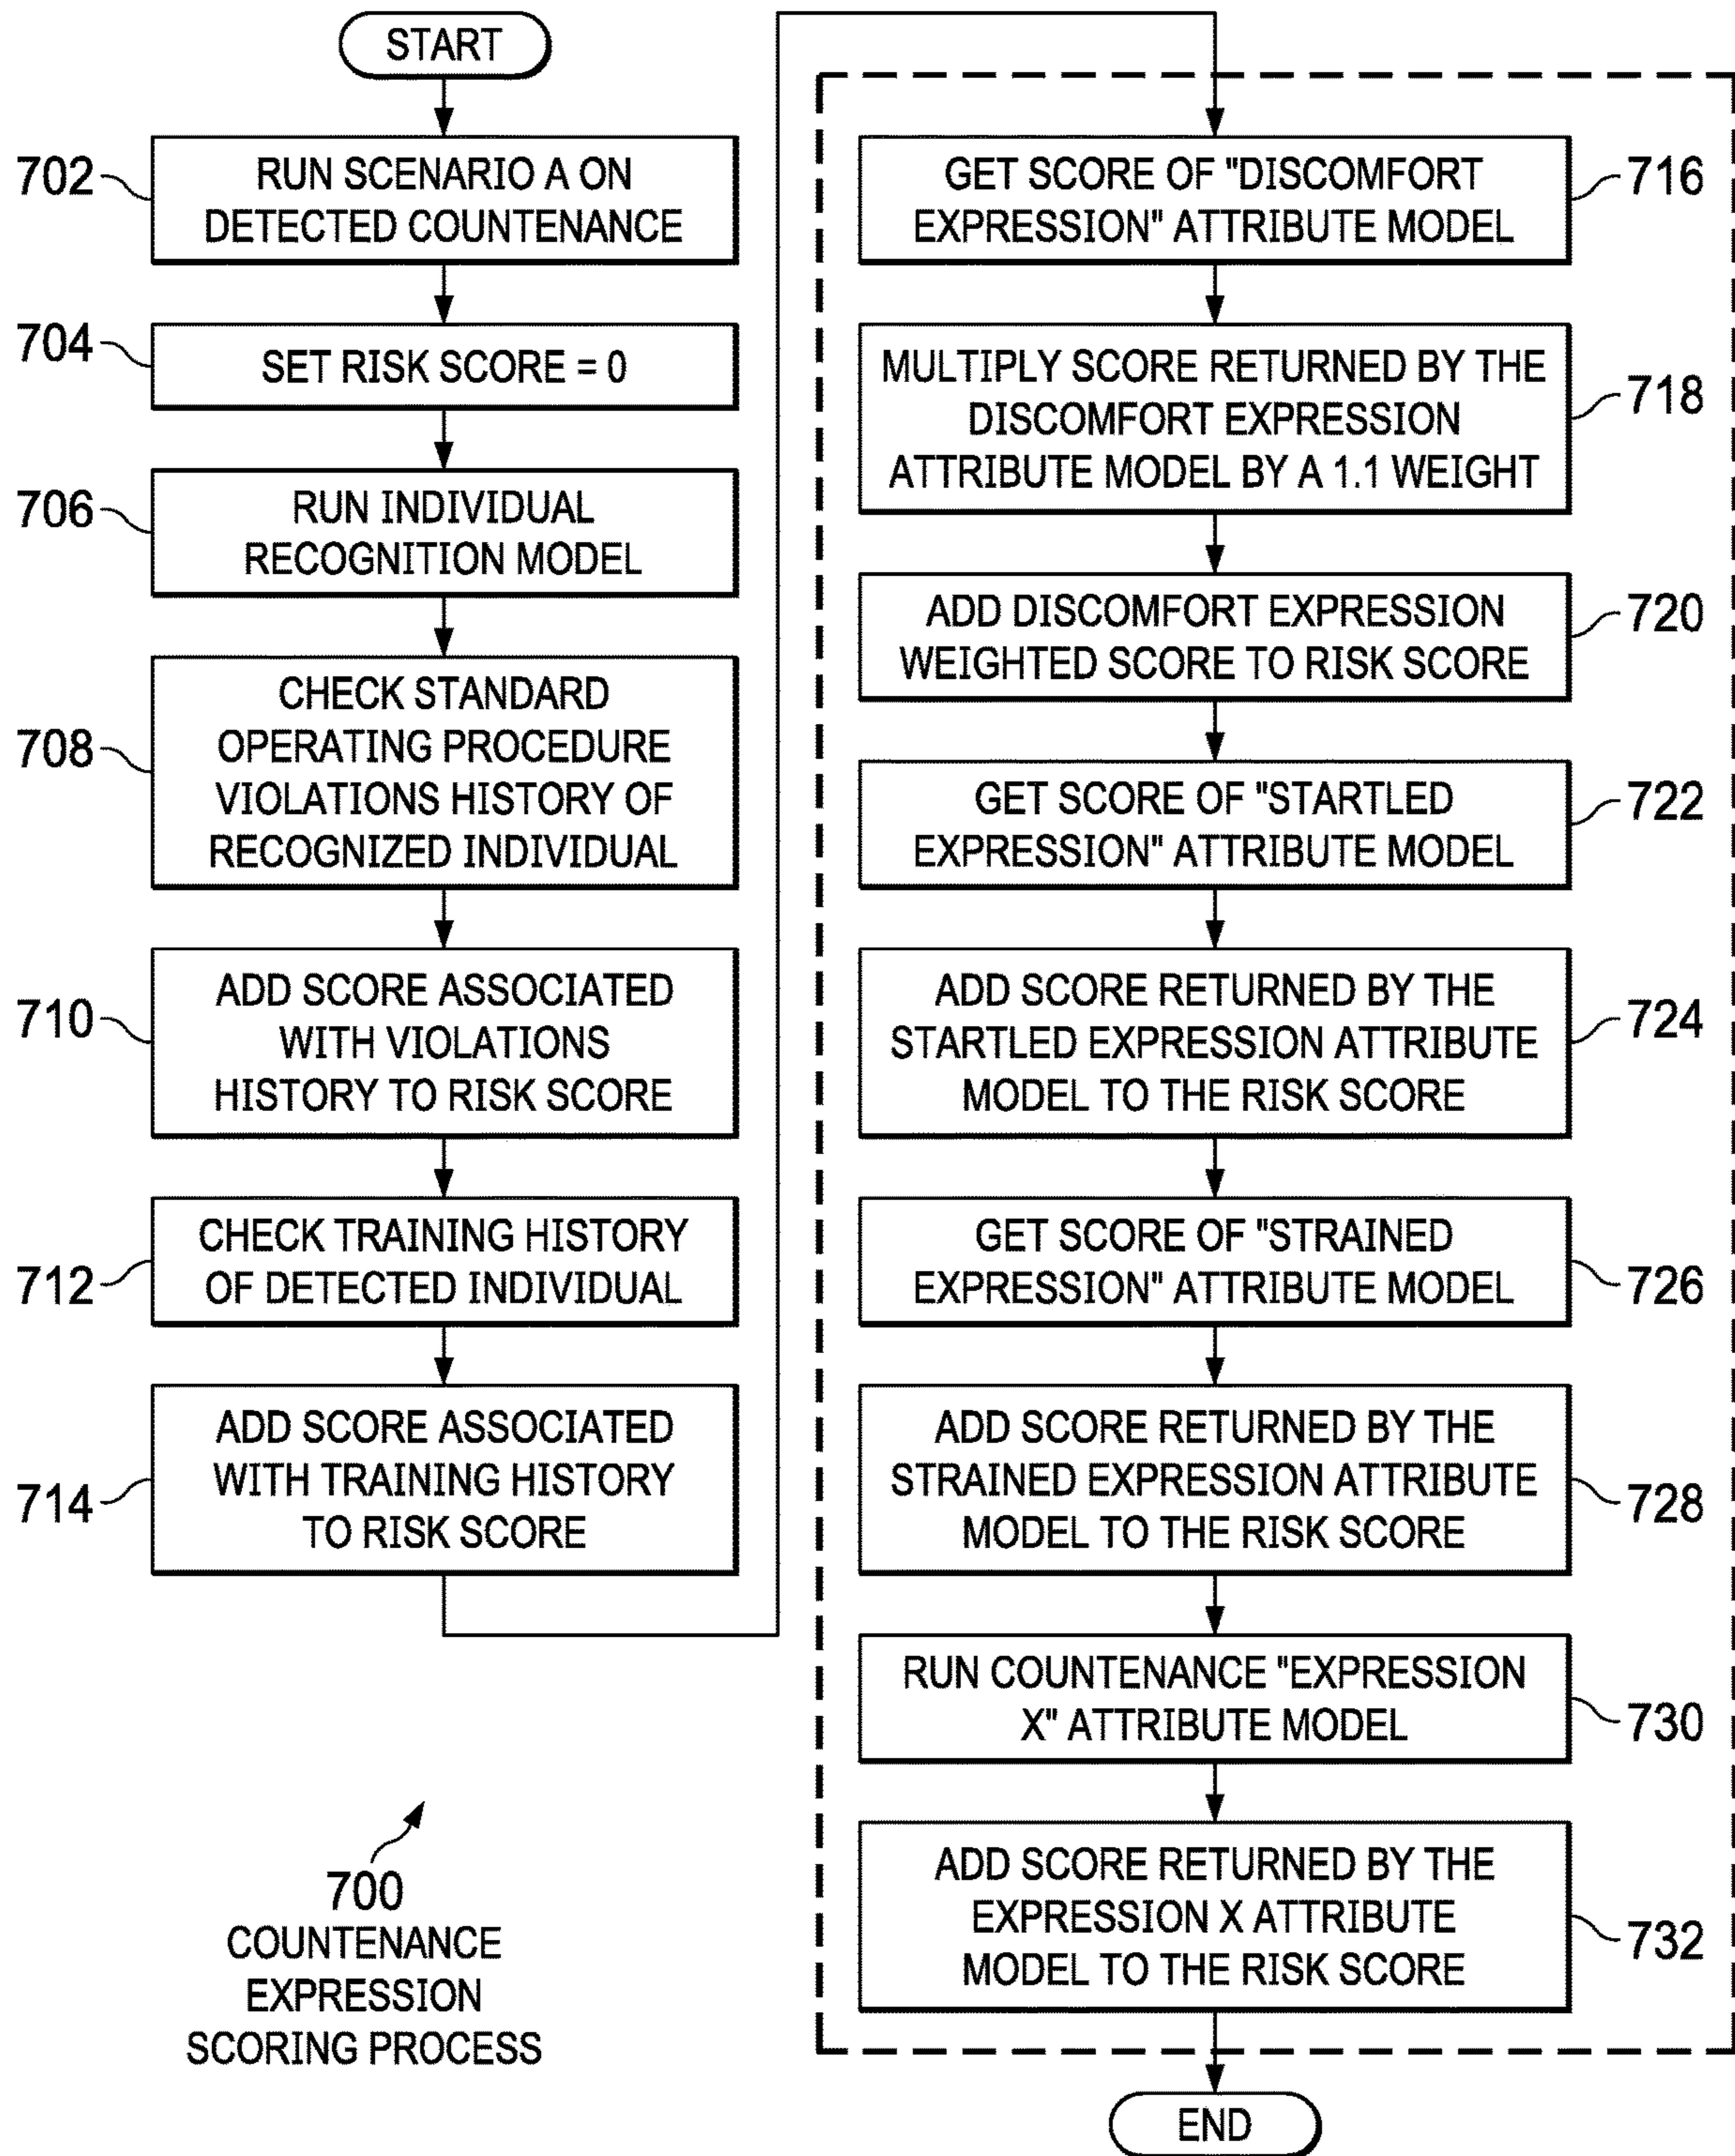 START
702
RUN SCENARIO A ON
DETECTED COUNTENANCE
704
SET RISK SCORE = 0
706
RUN INDIVIDUAL
RECOGNITION MODEL
708
CHECK STANDARD
OPERATING PROCEDURE
VIOLATIONS HISTORY OF
RECOGNIZED INDIVIDUAL
710
ADD SCORE ASSOCIATED
WITH VIOLATIONS
HISTORY TO RISK SCORE
712
CHECK TRAINING HISTORY
OF DETECTED INDIVIDUAL
714
ADD SCORE ASSOCIATED
WITH TRAINING HISTORY
TO RISK SCORE
GET SCORE OF "DISCOMFORT
EXPRESSION" ATTRIBUTE MODEL
716
MULTIPLY SCORE RETURNED BY THE
DISCOMFORT EXPRESSION
ATTRIBUTE MODEL BY A 1.1 WEIGHT
718
ADD DISCOMFORT EXPRESSION
WEIGHTED SCORE TO RISK SCORE
720
GET SCORE OF "STARTLED
EXPRESSION" ATTRIBUTE MODEL
722
ADD SCORE RETURNED BY THE
STARTLED EXPRESSION ATTRIBUTE
MODEL TO THE RISK SCORE
724
GET SCORE OF "STRAINED
EXPRESSION" ATTRIBUTE MODEL
726
ADD SCORE RETURNED BY THE
STRAINED EXPRESSION ATTRIBUTE
MODEL TO THE RISK SCORE
728
RUN COUNTENANCE "EXPRESSION
X" ATTRIBUTE MODEL
730
ADD SCORE RETURNED BY THE
EXPRESSION X ATTRIBUTE
MODEL TO THE RISK SCORE
732
END
700
COUNTENANCE
EXPRESSION
SCORING PROCESS